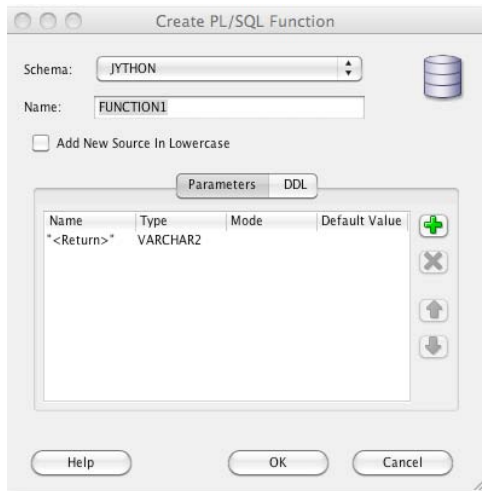 Create PL/SQL Function
Schema: JYTHON
Name: FUNCTION1
Add New Source In Lowercase
Parameters DDL
Name Type Mode Default Value
"<Return>" VARCHAR2
Help OK Cancel